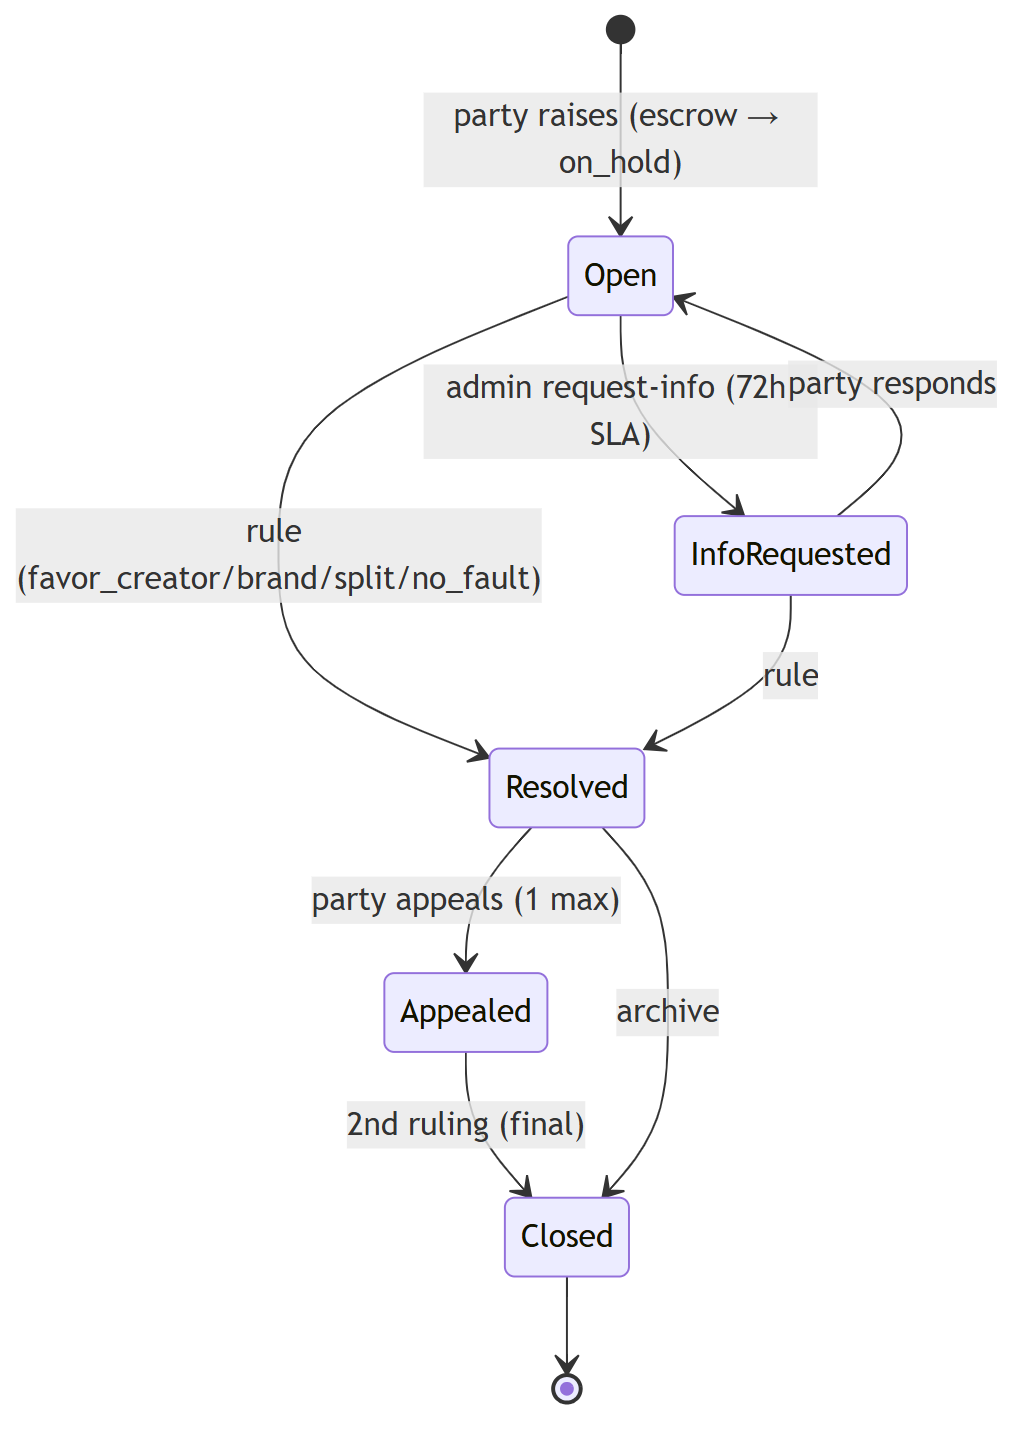 party raises (escrow →
on_hold)
Open
admin request-info (72h
SLA)
party responds
rule
(favor_creator/brand/split/no_fault)
InfoRequested
rule
Resolved
party appeals (1 max)
Appealed
archive
2nd ruling (final)
Closed